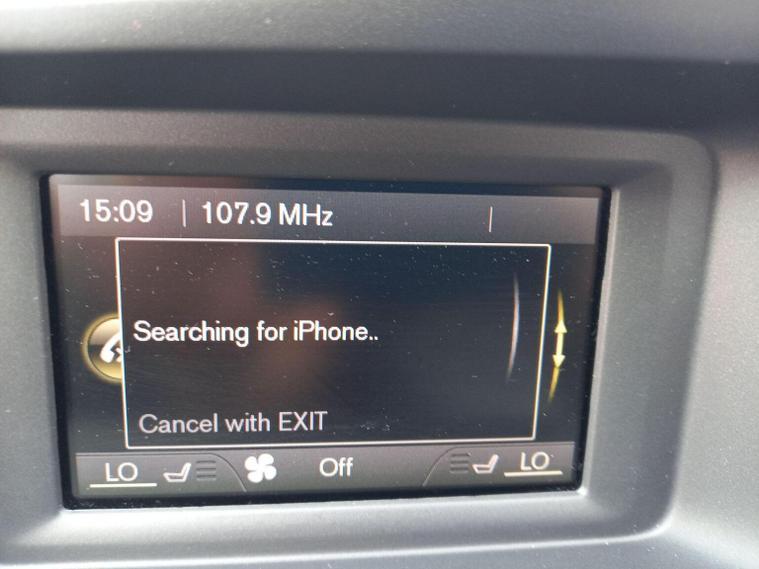 15:09 107.9 MHz
Searching for iPhone..
Cancel with EXIT
LO Off LO